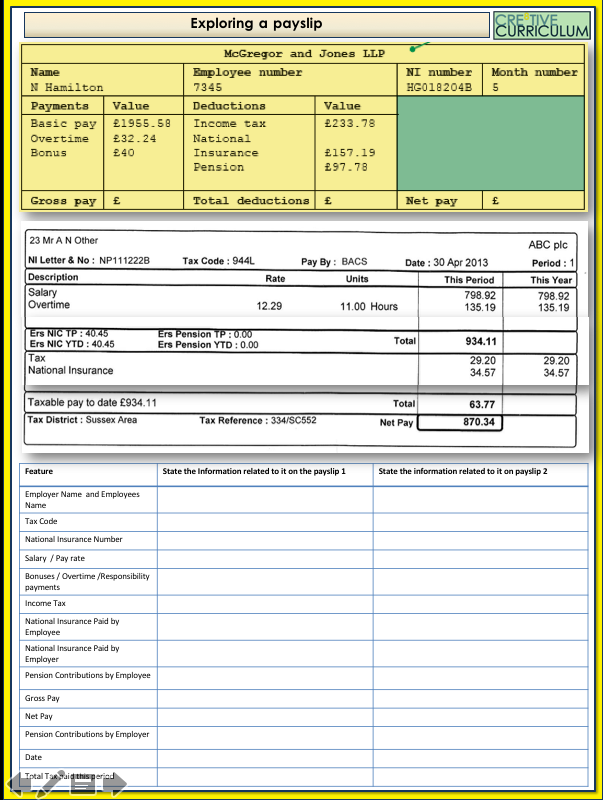 Exploring a payslip
CRE TIVE
CURRICULUM
McGregor and Jones LLP
Name Employee number NI number Month number
N Hamilton 7345 HG018204B 5
Payments Value Deductions Value
Basic pay £1955.58 Income tax £233.78
Overtime £32.24 National
Bonus £40 Insurance £157.19
Pension £97.78
Gross pay £ Total deductions £ Net pay £
23 Mr A N Other ABC plc
NI Letter & No : NP111222B Tax Code : 944L Pay By : BACS Date : 30 Apr 2013 Period : 1
Description Rate Units This Period This Year
Salary 798.92 798.92
Overtime 12.29 11.00 Hours 135.19 135.19
Ers NIC TP : 40.45 Ers Pension TP : 0.00
Ers NIC YTD : 40.45 Ers Pension YTD : 0.00 Total 934.11
Tax 29.20 29.20
National Insurance 34.57 34.57
Taxable pay to date £934.11 Total 63.77
Tax District : Sussex Area Tax Reference : 334/SC552 Net Pay 870.34
Feature State the Information related to it on the payslip 1 State the information related to it on payslip 2
Employer Name and Employees
Name
Tax Code
National Insurance Number
Salary / Pay rate
Bonuses / Overtime /Responsibility
payments
Income Tax
National Insurance Paid by
Employee
National Insurance Paid by
Employer
Pension Contributions by Employee
Gross Pay
Net Pay
Pension Contributions by Employer
Date
Total Tax paid this period